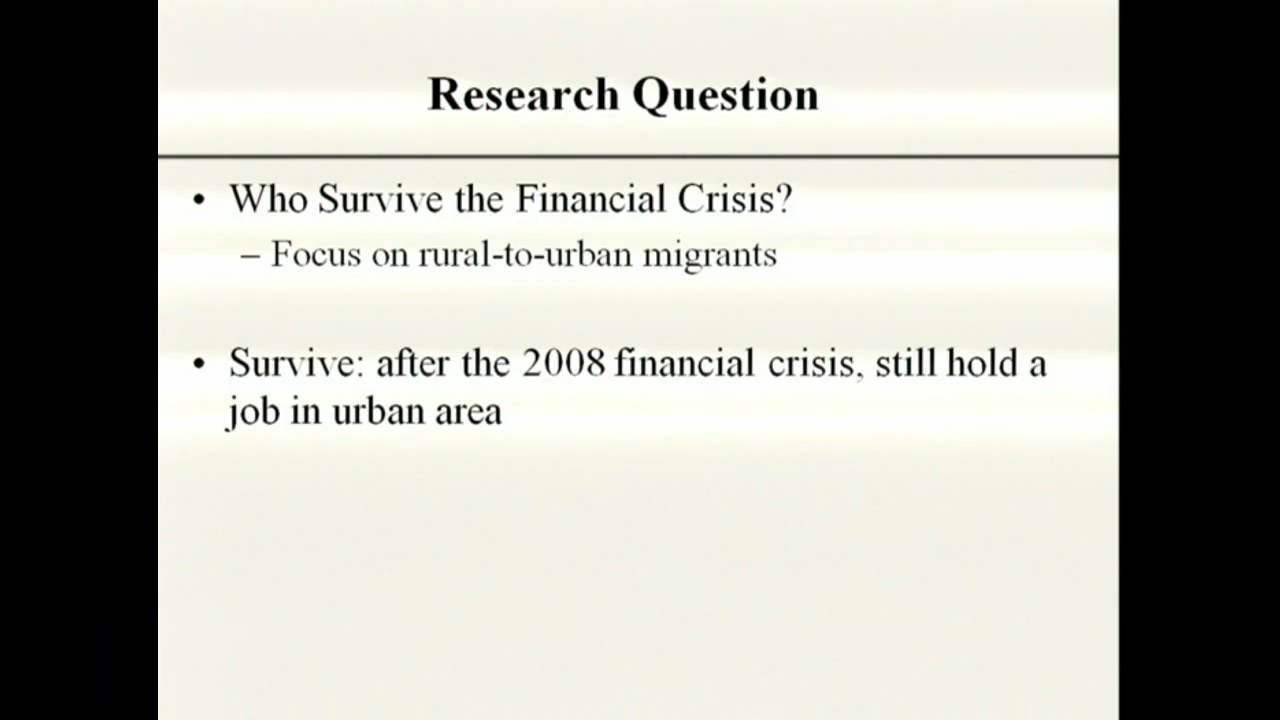 Research Question
• Who Survive the Financial Crisis?
– Focus on rural-to-urban migrants
• Survive: after the 2008 financial crisis, still hold a
job in urban area